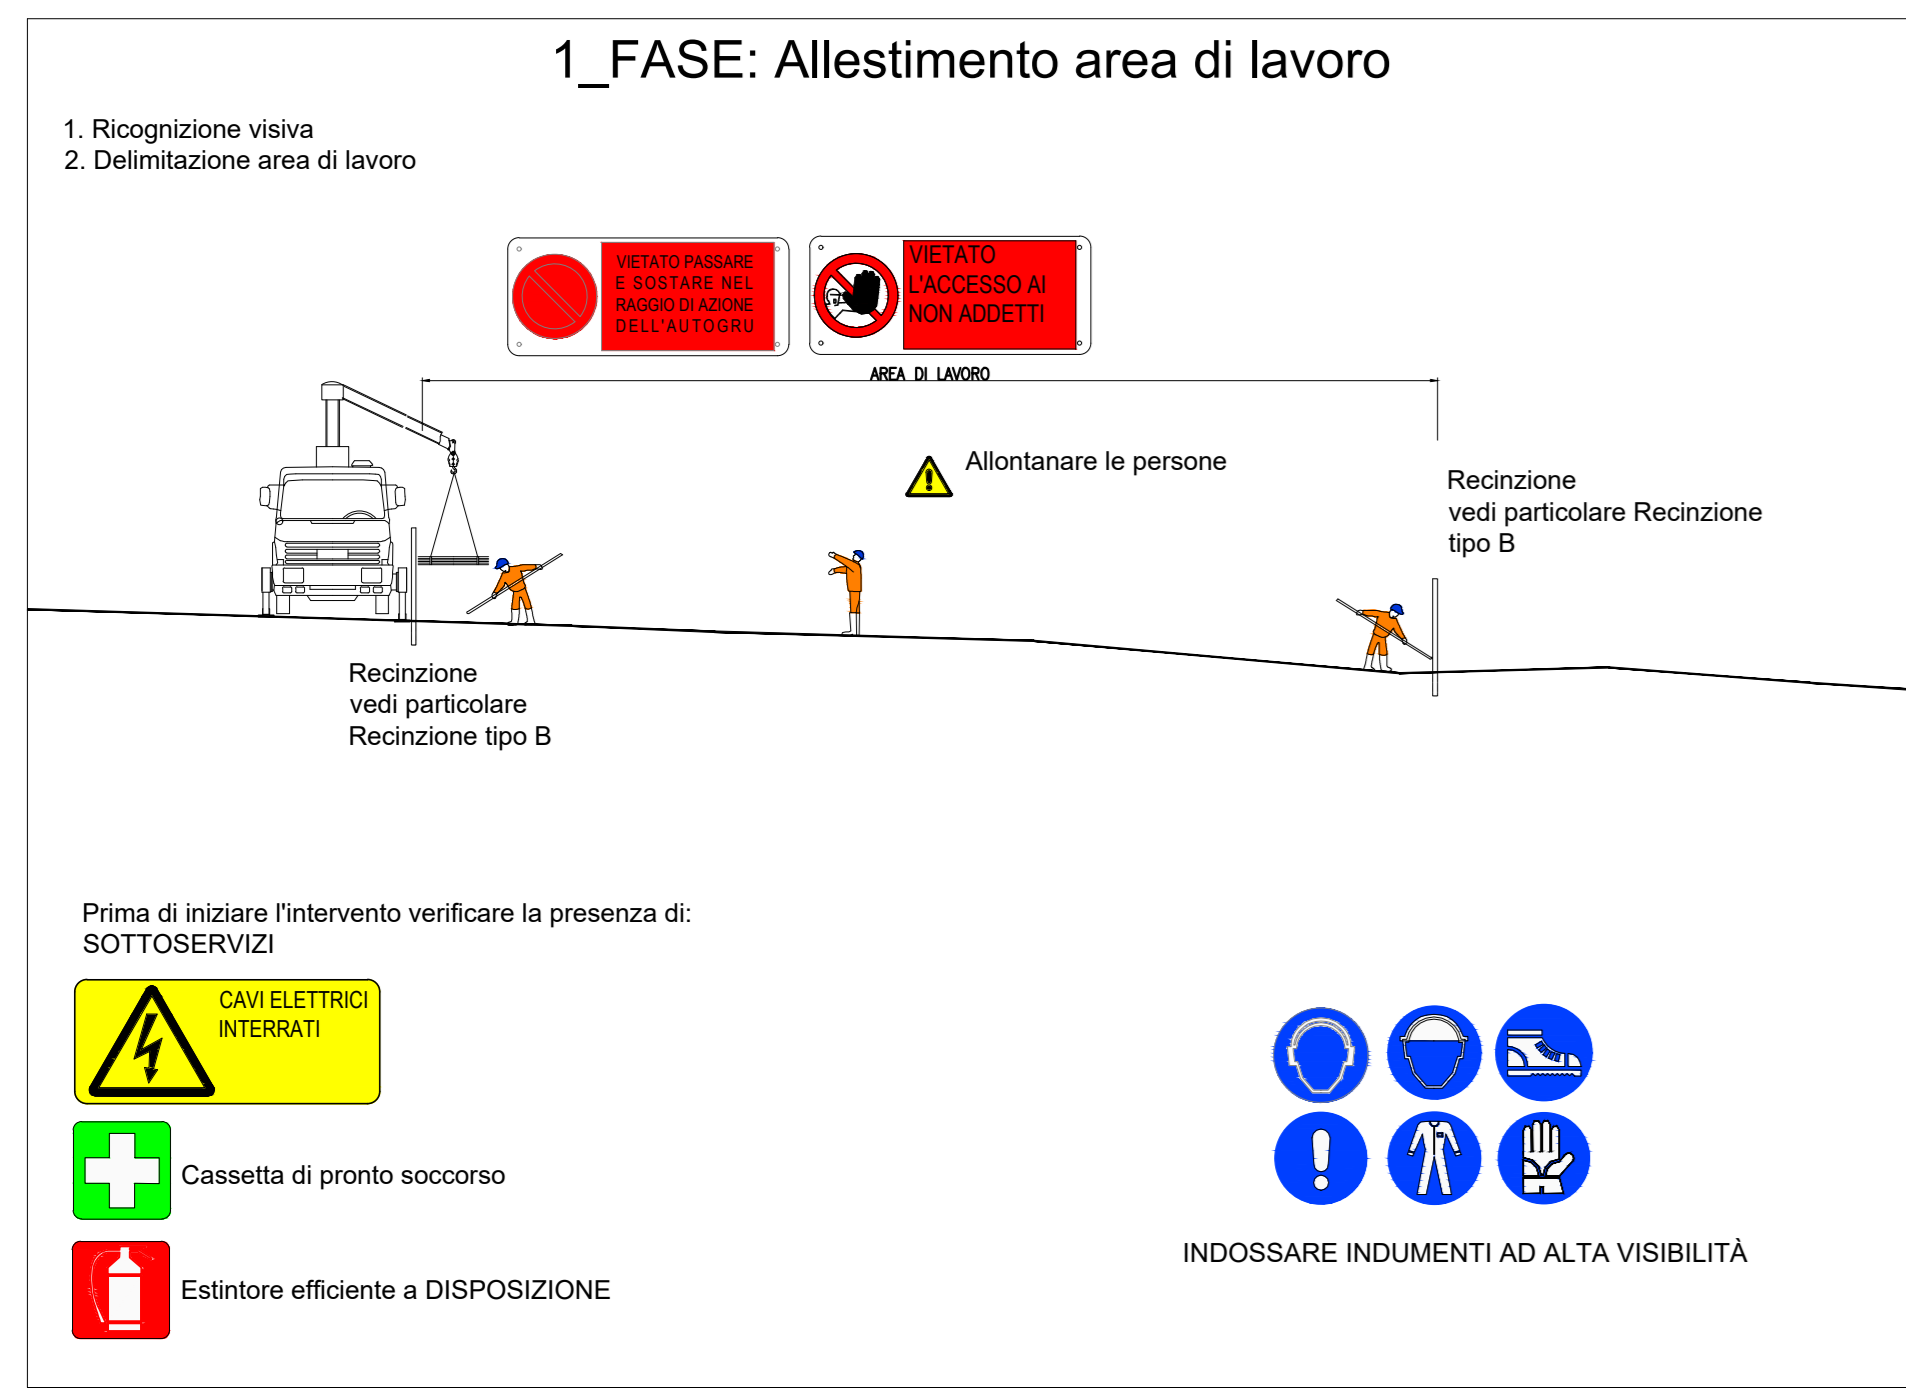 1_FASE: Allestimento area di lavoro
1. Ricognizione visiva
2. Delimitazione area di lavoro
VIETATO PASSARE
E SOSTARE NEL
RAGGIO DI AZIONE
DELL'AUTOGRU
VIETATO
L'ACCESSO AI
NON ADDETTI
AREA DI LAVORO
Allontanare le persone
Recinzione
vedi particolare Recinzione
tipo B
Recinzione
vedi particolare
Recinzione tipo B
Prima di iniziare l'intervento verificare la presenza di:
SOTTOSERVIZI
CAVI ELETTRICI
INTERRATI
Cassetta di pronto soccorso
Estintore efficiente a DISPOSIZIONE
INDOSSARE INDUMENTI AD ALTA VISIBILITÀ